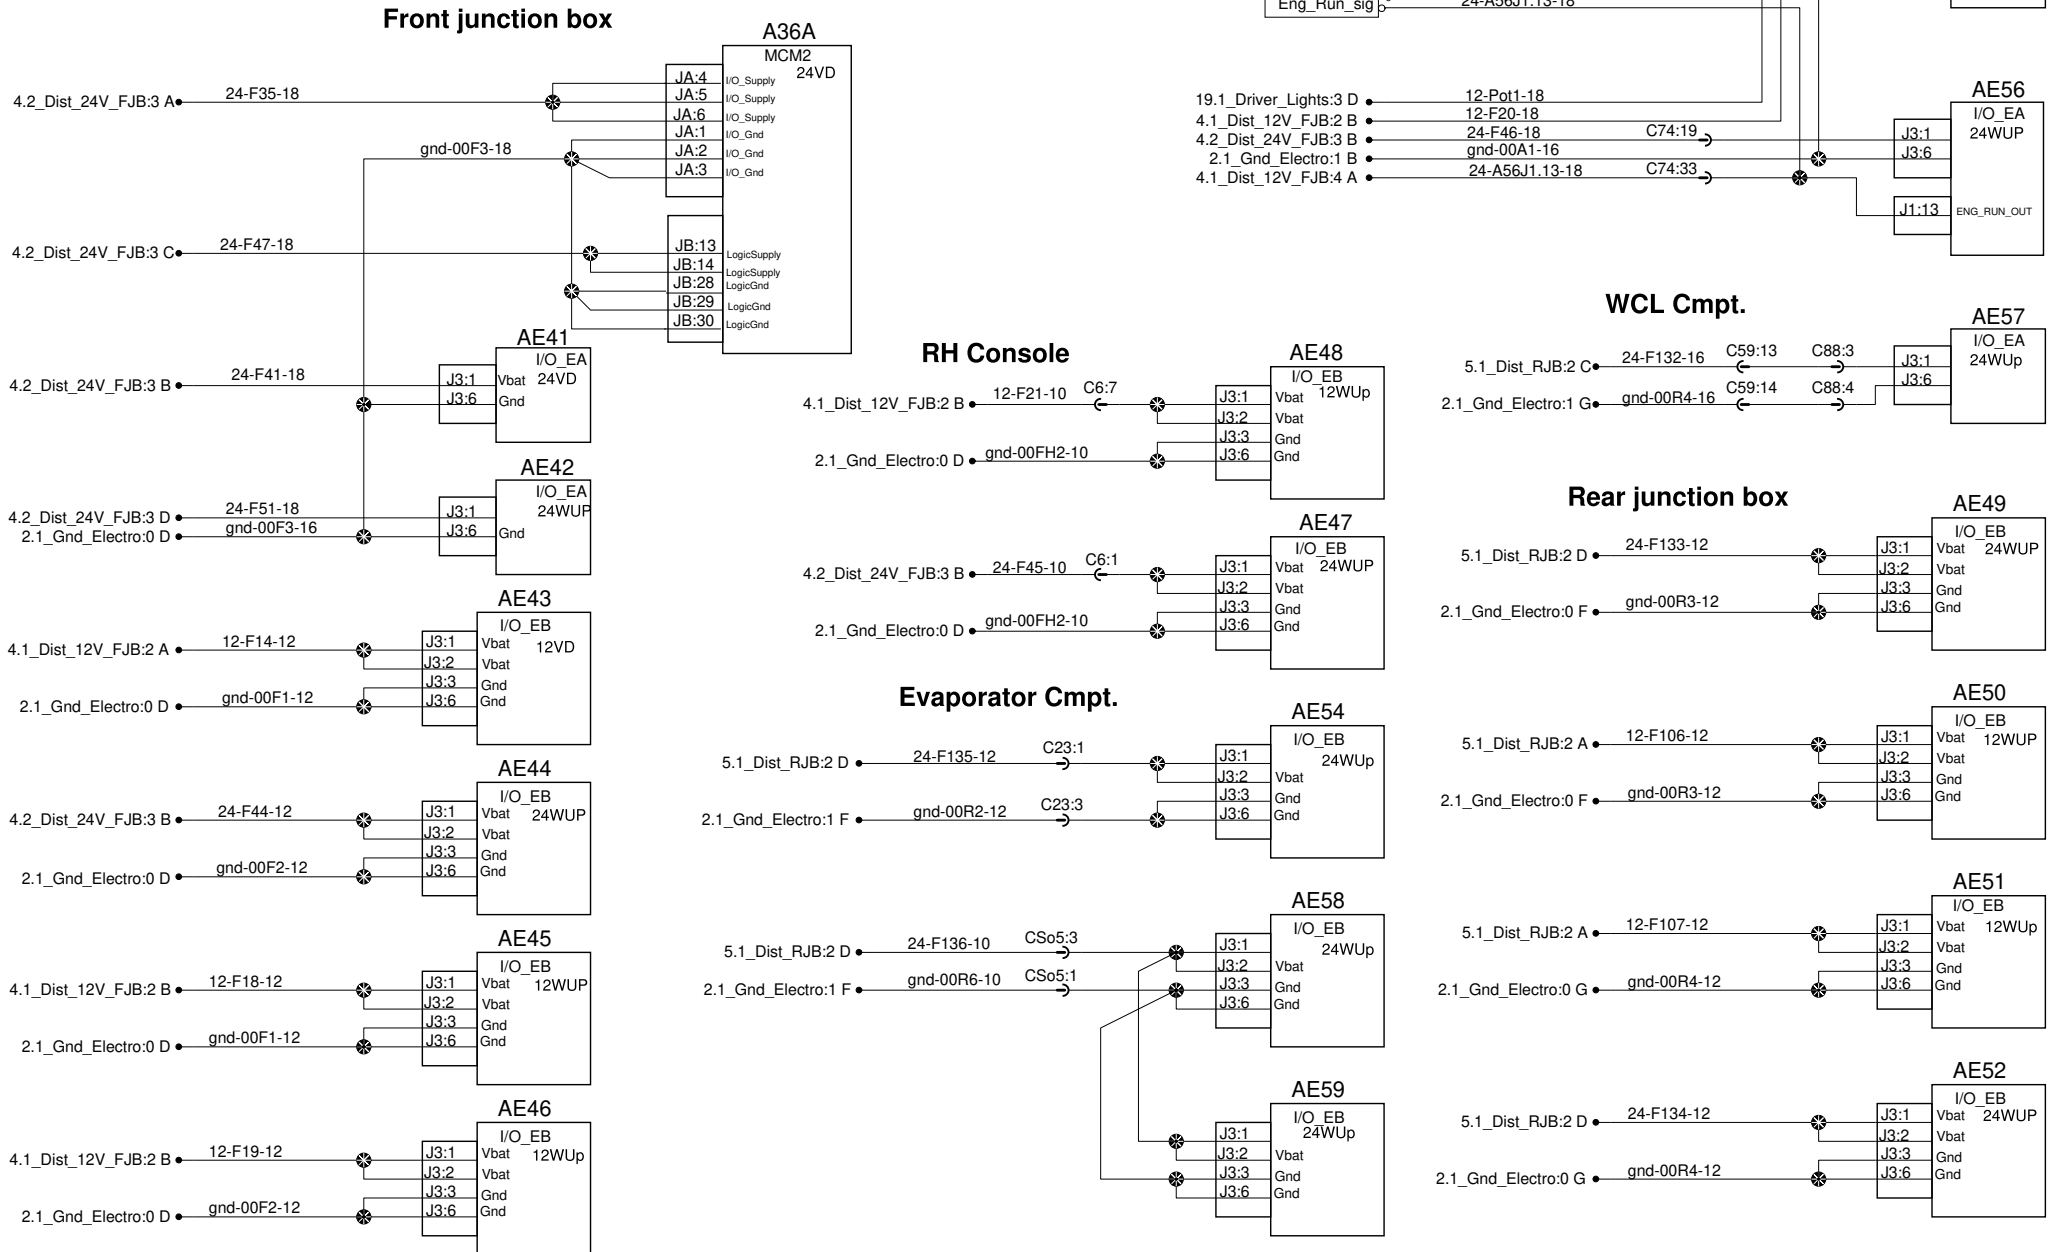 Front junction box
A36A
MCM2
24VD
4.2_Dist_24V_FJB:3 A
24-F35-18
JA:4 I/O_Supply
JA:5 I/O_Supply
JA:6 I/O_Supply
JA:1 I/O_Gnd
gnd-00F3-18
JA:2 I/O_Gnd
JA:3 I/O_Gnd
4.2_Dist_24V_FJB:3 C
24-F47-18
JB:13 LogicSupply
JB:14 LogicSupply
JB:28 LogicGnd
JB:29 LogicGnd
JB:30 LogicGnd
AE41
I/O_EA
24VD
4.2_Dist_24V_FJB:3 B
24-F41-18
J3:1 Vbat
J3:6 Gnd
AE42
I/O_EA
24WUP
4.2_Dist_24V_FJB:3 D
24-F51-18
J3:1
2.1_Gnd_Electro:0 D
gnd-00F3-16
J3:6 Gnd
AE43
I/O_EB
12VD
4.1_Dist_12V_FJB:2 A
12-F14-12
J3:1 Vbat
J3:2 Vbat
J3:3 Gnd
2.1_Gnd_Electro:0 D
gnd-00F1-12
J3:6 Gnd
AE44
I/O_EB
24WUP
4.2_Dist_24V_FJB:3 B
24-F44-12
J3:1 Vbat
J3:2 Vbat
J3:3 Gnd
2.1_Gnd_Electro:0 D
gnd-00F2-12
J3:6 Gnd
AE45
I/O_EB
12WUP
4.1_Dist_12V_FJB:2 B
12-F18-12
J3:1 Vbat
J3:2 Vbat
J3:3 Gnd
2.1_Gnd_Electro:0 D
gnd-00F1-12
J3:6 Gnd
AE46
I/O_EB
12WUp
4.1_Dist_12V_FJB:2 B
12-F19-12
J3:1 Vbat
J3:2 Vbat
J3:3 Gnd
2.1_Gnd_Electro:0 D
gnd-00F2-12
J3:6 Gnd
RH Console
AE48
I/O_EB
12WUp
4.1_Dist_12V_FJB:2 B
12-F21-10
C6:7
J3:1 Vbat
J3:2 Vbat
J3:3 Gnd
2.1_Gnd_Electro:0 D
gnd-00FH2-10
J3:6 Gnd
AE47
I/O_EB
24WUP
4.2_Dist_24V_FJB:3 B
24-F45-10
C6:1
J3:1 Vbat
J3:2 Vbat
J3:3 Gnd
2.1_Gnd_Electro:0 D
gnd-00FH2-10
J3:6 Gnd
Evaporator Cmpt.
AE54
I/O_EB
24WUp
5.1_Dist_RJB:2 D
24-F135-12
C23:1
J3:1
J3:2 Vbat
J3:3 Gnd
2.1_Gnd_Electro:1 F
gnd-00R2-12
C23:3
J3:6 Gnd
AE58
I/O_EB
24WUp
5.1_Dist_RJB:2 D
24-F136-10
CSo5:3
J3:1
J3:2 Vbat
2.1_Gnd_Electro:1 F
gnd-00R6-10
CSo5:1
J3:3 Gnd
J3:6 Gnd
AE59
I/O_EB
24WUp
J3:1
J3:2 Vbat
J3:3 Gnd
J3:6 Gnd
Eng_Run_sig
24-A56J1.13-18
19.1_Driver_Lights:3 D
12-Pot1-18
4.1_Dist_12V_FJB:2 B
12-F20-18
4.2_Dist_24V_FJB:3 B
24-F46-18
C74:19
2.1_Gnd_Electro:1 B
gnd-00A1-16
4.1_Dist_12V_FJB:4 A
24-A56J1.13-18
C74:33
AE56
I/O_EA
24WUP
J3:1
J3:6
J1:13 ENG_RUN_OUT
WCL Cmpt.
AE57
I/O_EA
24WUp
5.1_Dist_RJB:2 C
24-F132-16
C59:13
C88:3
J3:1
2.1_Gnd_Electro:1 G
gnd-00R4-16
C59:14
C88:4
J3:6
Rear junction box
AE49
I/O_EB
24WUP
5.1_Dist_RJB:2 D
24-F133-12
J3:1 Vbat
J3:2 Vbat
J3:3 Gnd
2.1_Gnd_Electro:0 F
gnd-00R3-12
J3:6 Gnd
AE50
I/O_EB
12WUP
5.1_Dist_RJB:2 A
12-F106-12
J3:1 Vbat
J3:2 Vbat
J3:3 Gnd
2.1_Gnd_Electro:0 F
gnd-00R3-12
J3:6 Gnd
AE51
I/O_EB
12WUp
5.1_Dist_RJB:2 A
12-F107-12
J3:1 Vbat
J3:2 Vbat
J3:3 Gnd
2.1_Gnd_Electro:0 G
gnd-00R4-12
J3:6 Gnd
AE52
I/O_EB
24WUP
5.1_Dist_RJB:2 D
24-F134-12
J3:1 Vbat
J3:2 Vbat
J3:3 Gnd
2.1_Gnd_Electro:0 G
gnd-00R4-12
J3:6 Gnd